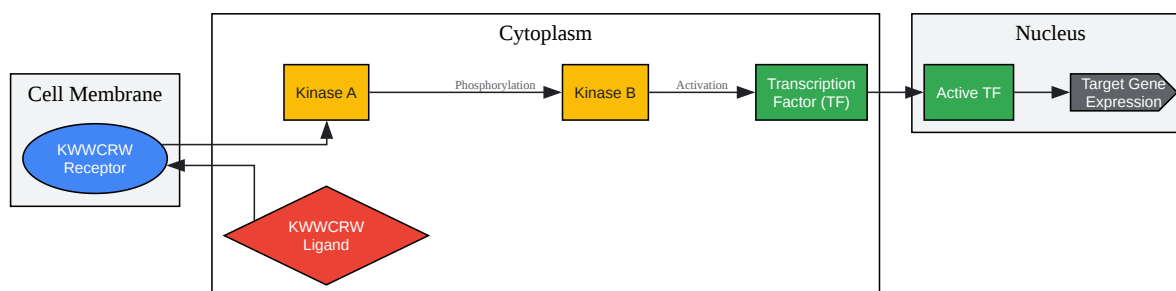 Cytoplasm
Nucleus
Cell Membrane
Kinase A
Phosphorylation
Kinase B
Activation
Transcription
Factor (TF)
Active TF
Target Gene
Expression
KWWCRW
Receptor
KWWCRW
Ligand